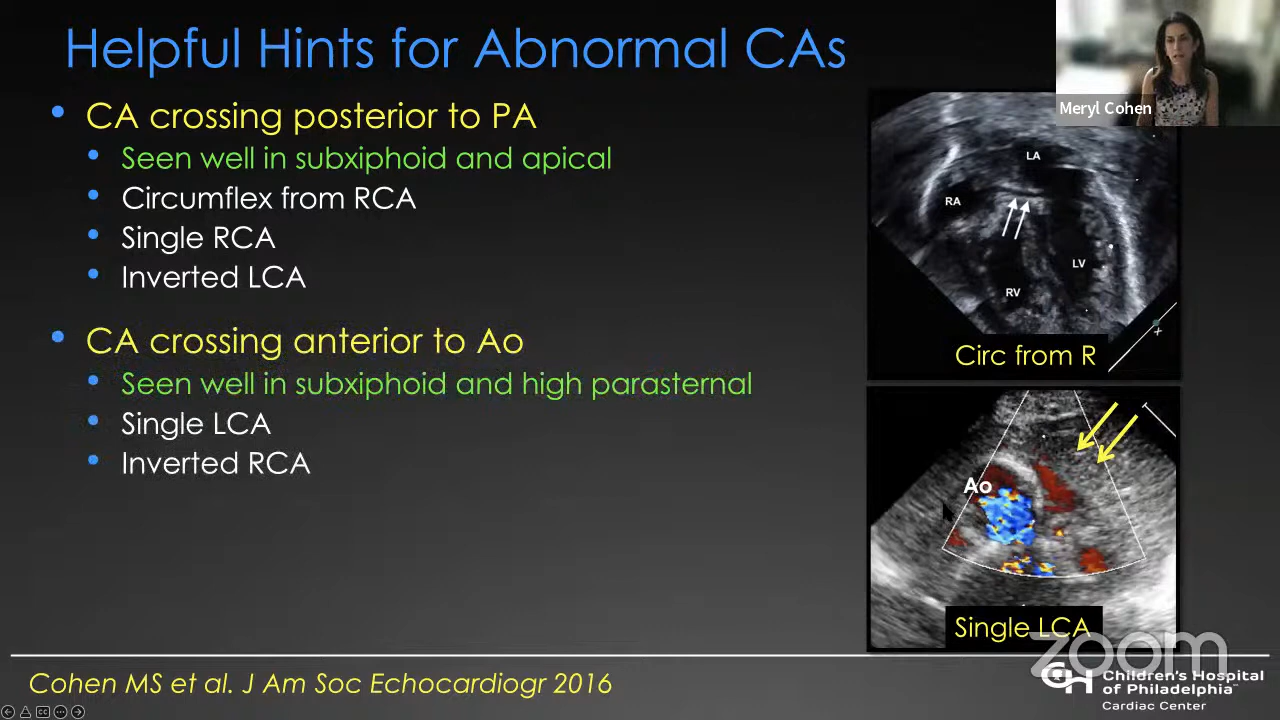 Helpful Hints for Abnormal CAs
Meryl Cohen
• CA crossing posterior to PA
• Seen well in subxiphoid and apical
• Circumflex from RCA
• Single RCA
• Inverted LCA
• CA crossing anterior to Ao
• Seen well in subxiphoid and high parasternal
• Single LCA
• Inverted RCA
LA
RA
LV
RV
Circ from R
Ao
Single LCA
zoom
Cohen MS et al. J Am Soc Echocardiogr 2016
CH Children's Hospital
of Philadelphia™
Cardiac Center